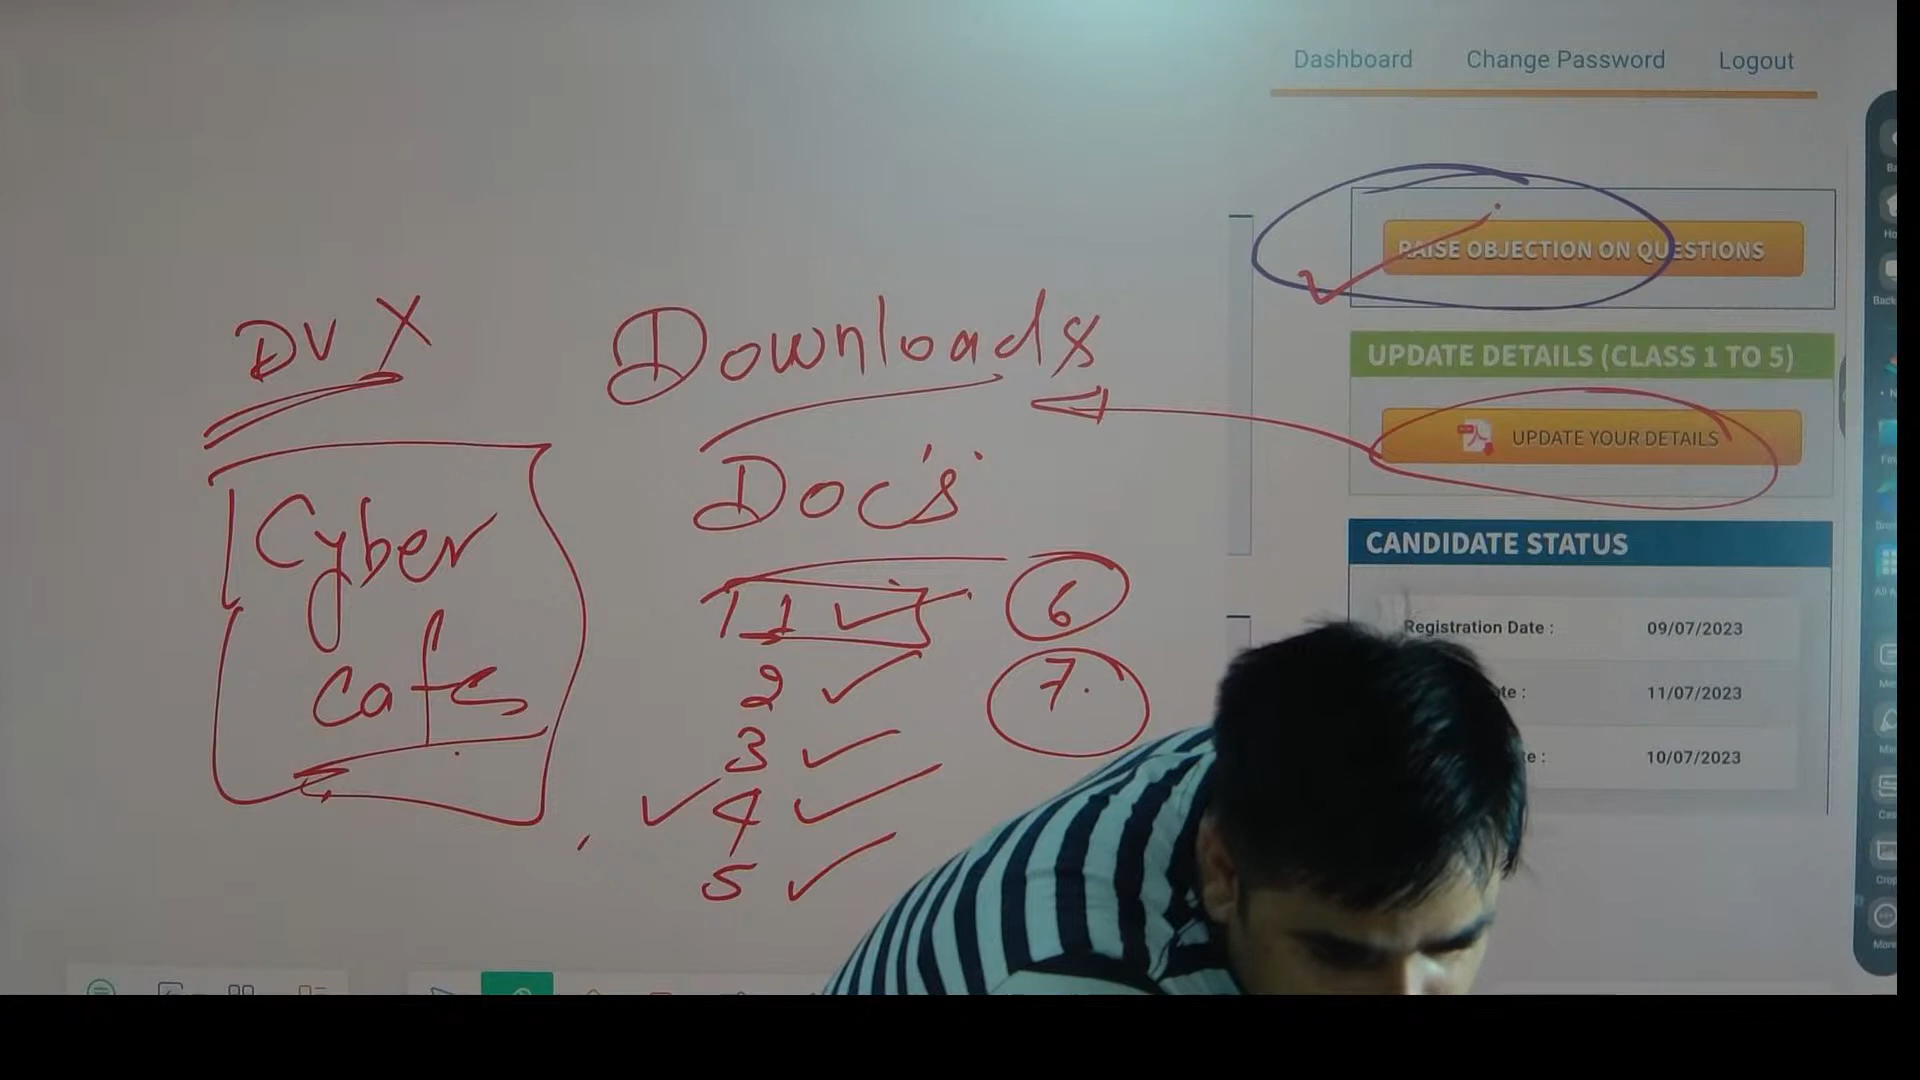 Dashboard Change Password Logout
RAISE OBJECTION ON QUESTIONS
UPDATE DETAILS (CLASS 1 TO 5)
UPDATE YOUR DETAILS
CANDIDATE STATUS
Registration Date : 09/07/2023
11/07/2023
10/07/2023
DV X
Cyber
cafe
Downloads
Doc's
1
2
3
4
5
6
7